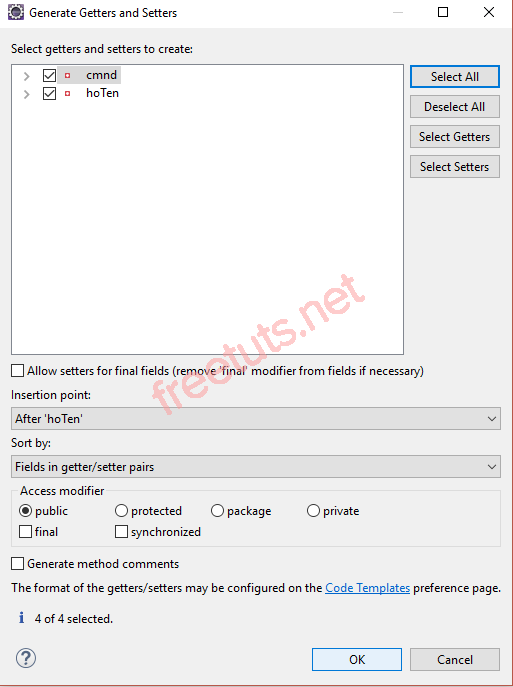 Generate Getters and Setters
Select getters and setters to create:
cmnd
hoTen
Select All
Deselect All
Select Getters
Select Setters
freetuts.net
Allow setters for final fields (remove 'final' modifier from fields if necessary)
Insertion point:
After 'hoTen'
Sort by:
Fields in getter/setter pairs
Access modifier
public protected package private
final synchronized
Generate method comments
The format of the getters/setters may be configured on the Code Templates preference page.
i 4 of 4 selected.
? OK Cancel